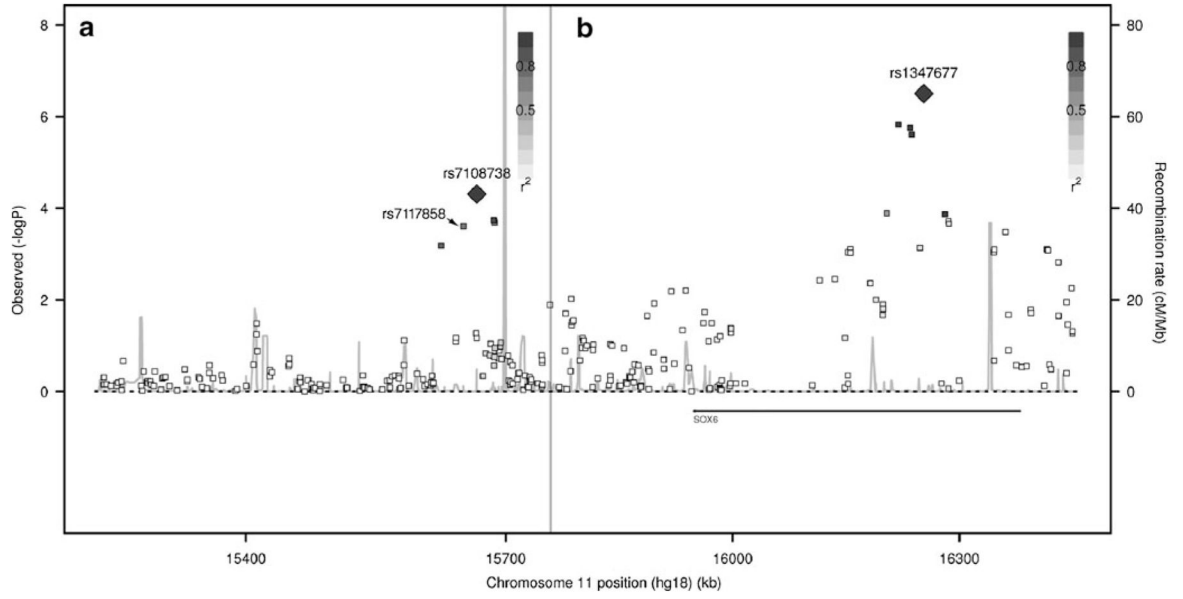 a
b
8
6
4
2
0
Observed (-logP)
80
60
40
20
0
Recombination rate (cM/Mb)
0.8
0.5
r2
0.8
0.5
r2
rs1347677
rs7108738
rs7117858
SOX6
15400
15700
16000
16300
Chromosome 11 position (hg18) (kb)